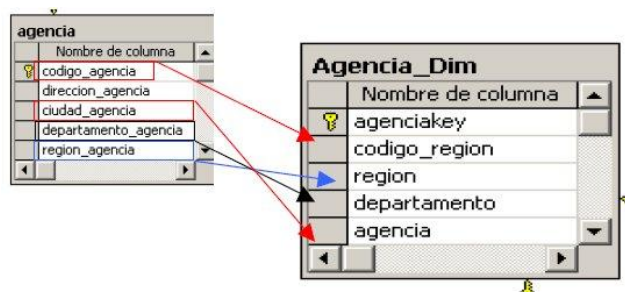 agencia
Nombre de columna
codigo_agencia
direccion_agencia
ciudad_agencia
departamento_agencia
region_agencia
Agencia_Dim
Nombre de columna
agenciakey
codigo_region
region
departamento
agencia